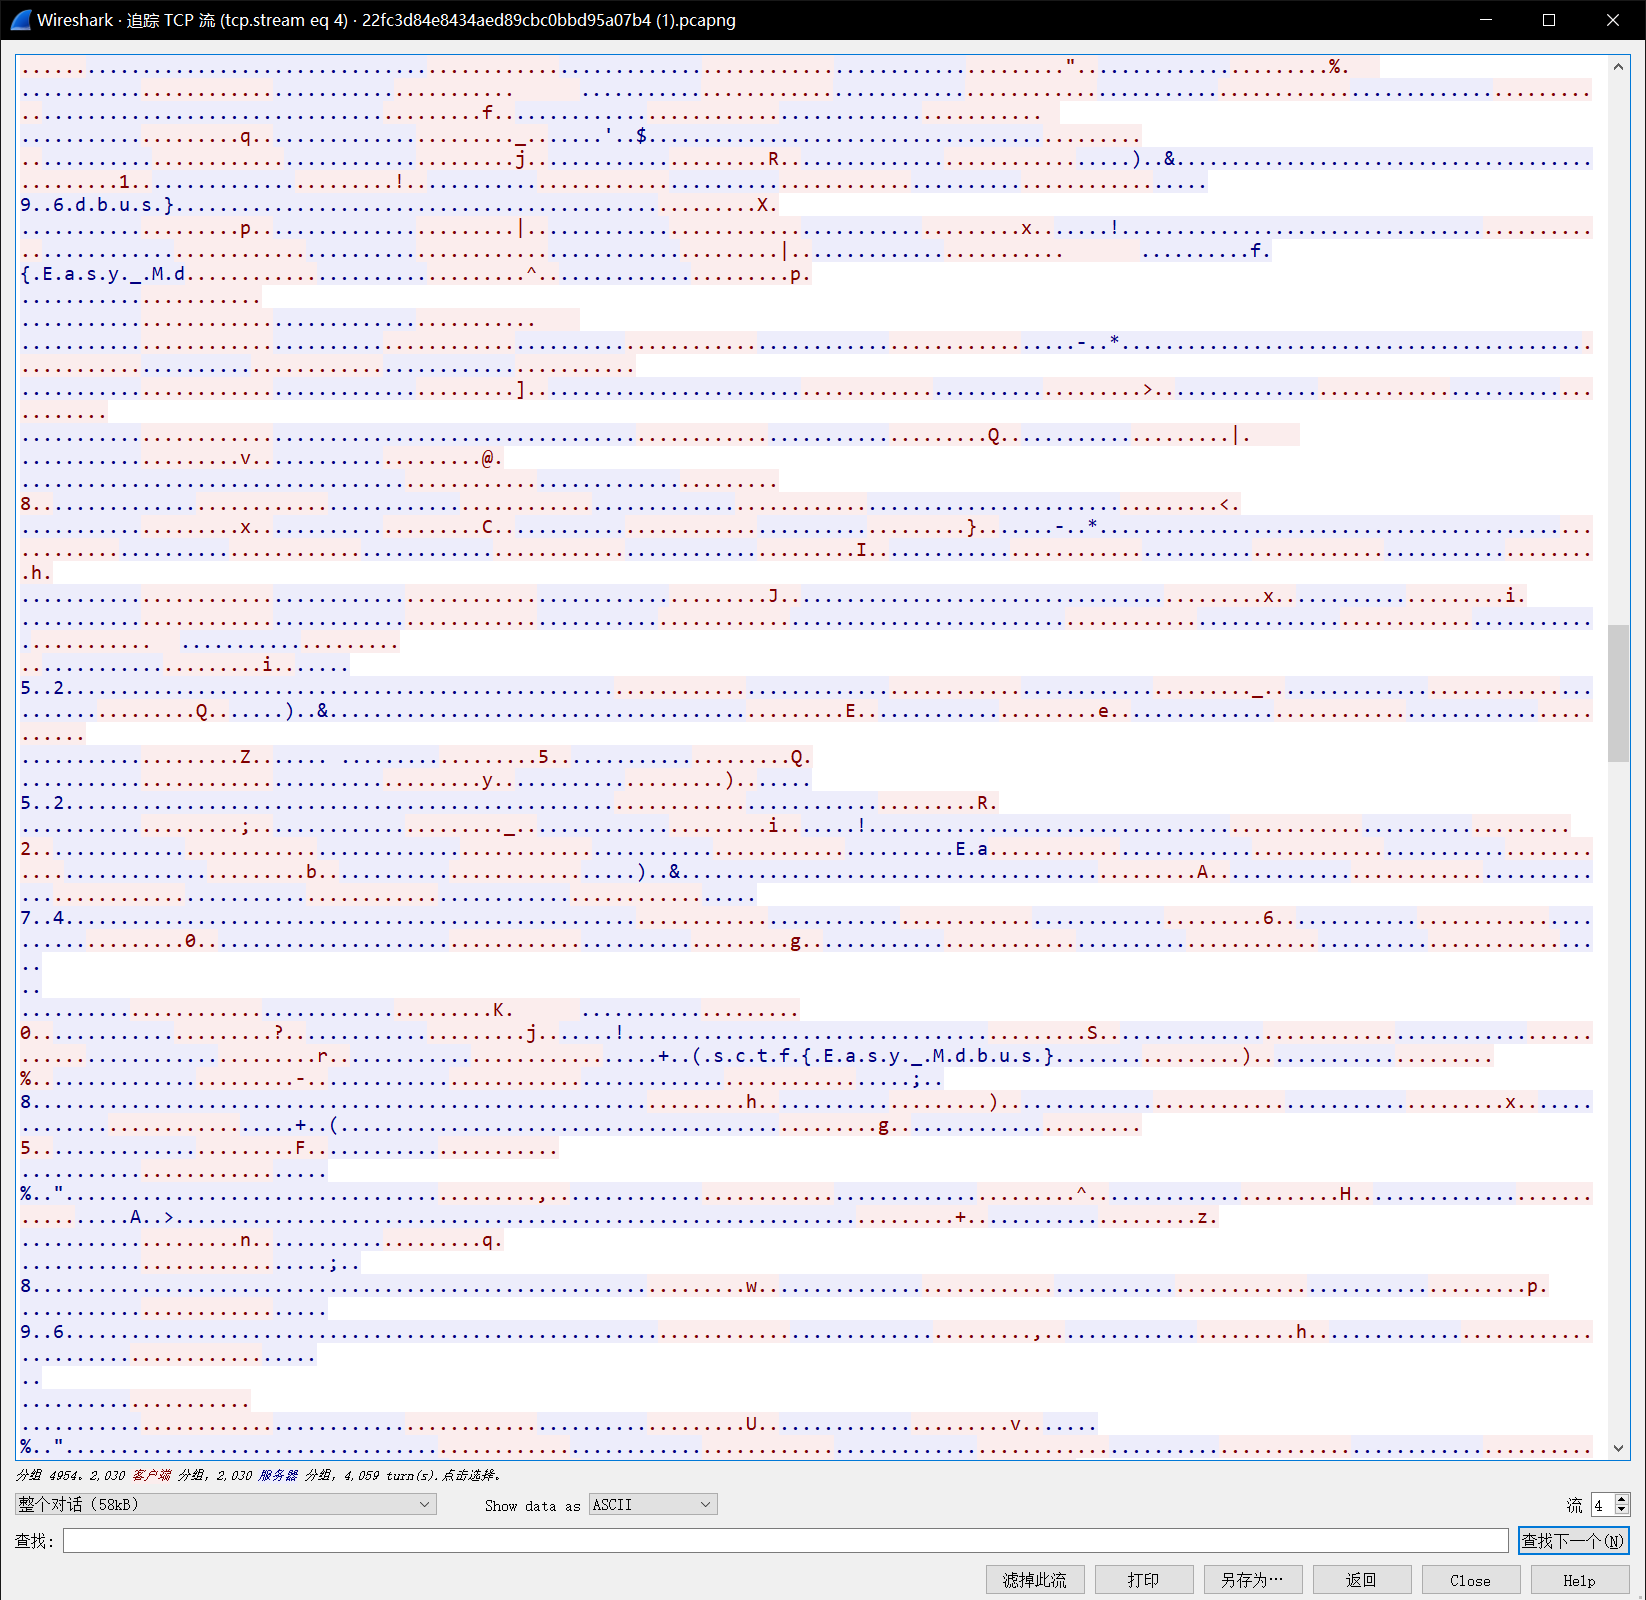 Wireshark · 追踪 TCP 流 (tcp.stream eq 4) · 22fc3d84e8434aed89cbc0bbd95a07b4 (1).pcapng
".. %.
f..
q.. _.. '..$
j.. R.. )..&
1.. !..
9..6.d.b.u.s.} X.
p.. |.. x.. !
|.. f.
{.E.a.s.y._.M.d ^.. p.
-..*
].. >..
Q.. |.
v.. @.
8.. <.
x.. C.. }.. -..*
I..
.h.
J.. x.. i.
i..
5..2 _..
Q.. )..& E.. e..
Z.. 5.. Q.
y.. )..
5..2 R.
;.. _.. i.. !
2.. E.a
b.. )..& A..
7..4 6..
0.. g..
..
..
K.
0.. ?.. j.. ! S..
r.. +..(.s.c.t.f.{.E.a.s.y._.M.d.b.u.s.} )..
%.. -.. ;..
8 h.. ).. x..
+..( g..
5.. F..
%.." ,.. ^.. H..
A..> +.. z.
n.. q.
;..
8 w.. p.
9..6 ,.. h..
..
U.. v..
%.."
分组 4954。2,030 客户端 分组, 2,030 服务器 分组, 4,059 turn(s).点击选择。
整个对话 (58kB) Show data as ASCII 流 4
查找: 查找下一个(N)
滤掉此流 打印 另存为… 返回 Close Help